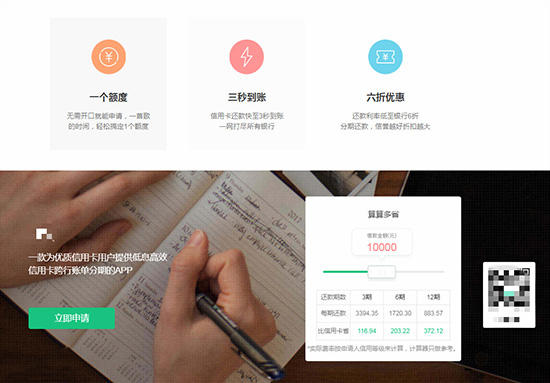 一个额度
无需开口就能申请，一首歌
的时间，轻松搞定1个额度
三秒到账
信用卡还款快至3秒到账
一网打尽所有银行
六折优惠
还款利率低至银行6折
分期还款，信誉越好折扣越大
一款为优质信用卡用户提供低息高效
信用卡跨行账单分期的APP
立即申请
算算多省
借款金额(元)
10000
还款期数 3期 6期 12期
每期还款 3394.35 1720.30 883.57
比信用卡省 116.94 203.22 372.12
*实际费率按申请人信用等级来计算，计算器只做参考。